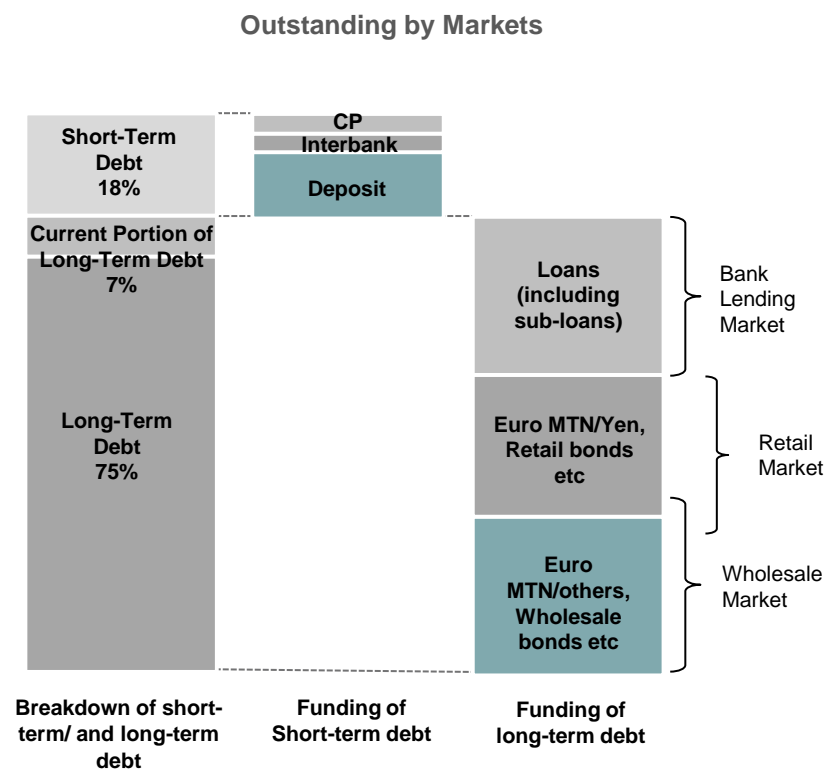 Outstanding by Markets
Short-Term
Debt
18%
Current Portion of
Long-Term Debt
7%
Long-Term
Debt
75%
CP
Interbank
Deposit
Loans
(including
sub-loans)
Euro MTN/Yen,
Retail bonds
etc
Euro
MTN/others,
Wholesale
bonds etc
Bank
Lending
Market
Retail
Market
Wholesale
Market
Breakdown of short-
term/ and long-term
debt
Funding of
Short-term debt
Funding of
long-term debt